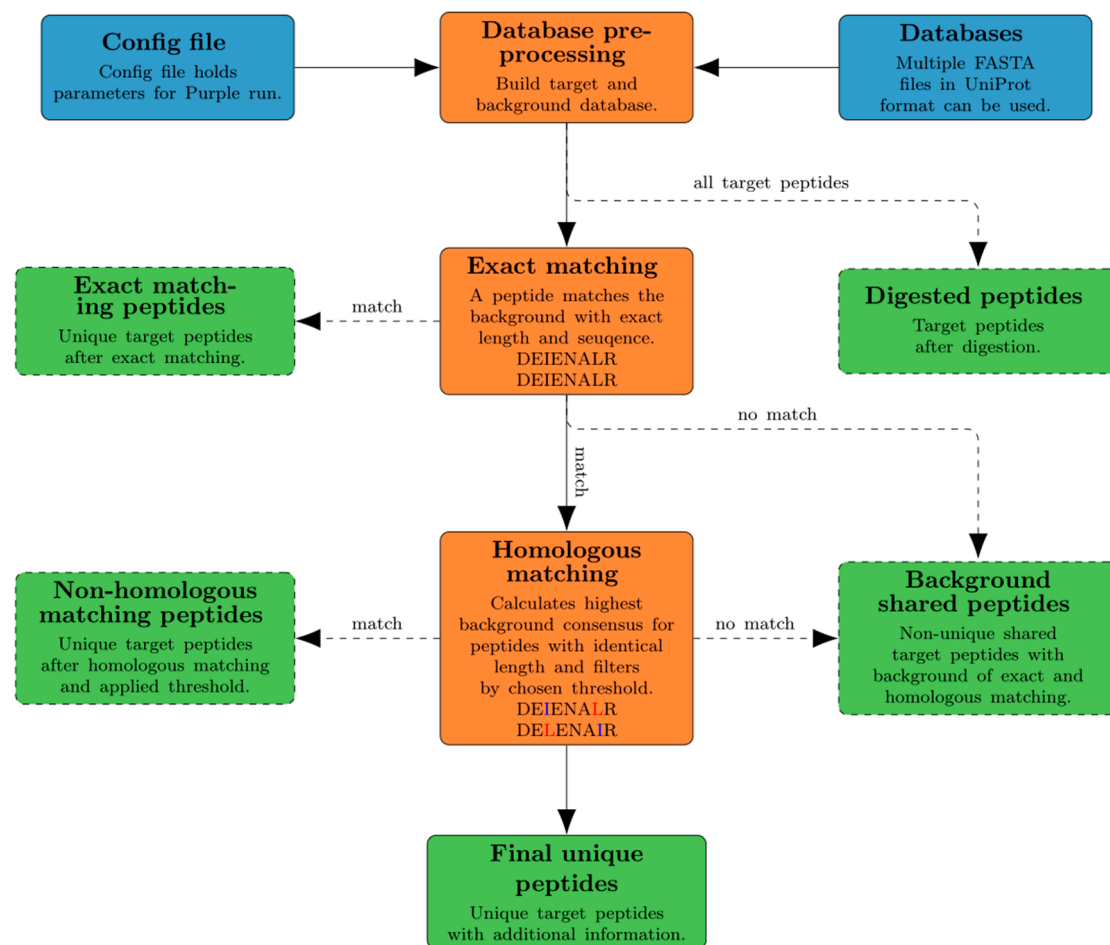 Config file
Config file holds
parameters for Purple run.
Database pre-
processing
Build target and
background database.
Databases
Multiple FASTA
files in UniProt
format can be used.
all target peptides
Exact match-
ing peptides
Unique target peptides
after exact matching.
match
Exact matching
A peptide matches the
background with exact
length and seuqence.
DEIENALR
DEIENALR
Digested peptides
Target peptides
after digestion.
no match
match
Non-homologous
matching peptides
Unique target peptides
after homologous matching
and applied threshold.
match
Homologous
matching
Calculates highest
background consensus for
peptides with identical
length and filters
by chosen threshold.
DEIENALR
DELENAIR
no match
Background
shared peptides
Non-unique shared
target peptides with
background of exact and
homologous matching.
Final unique
peptides
Unique target peptides
with additional information.